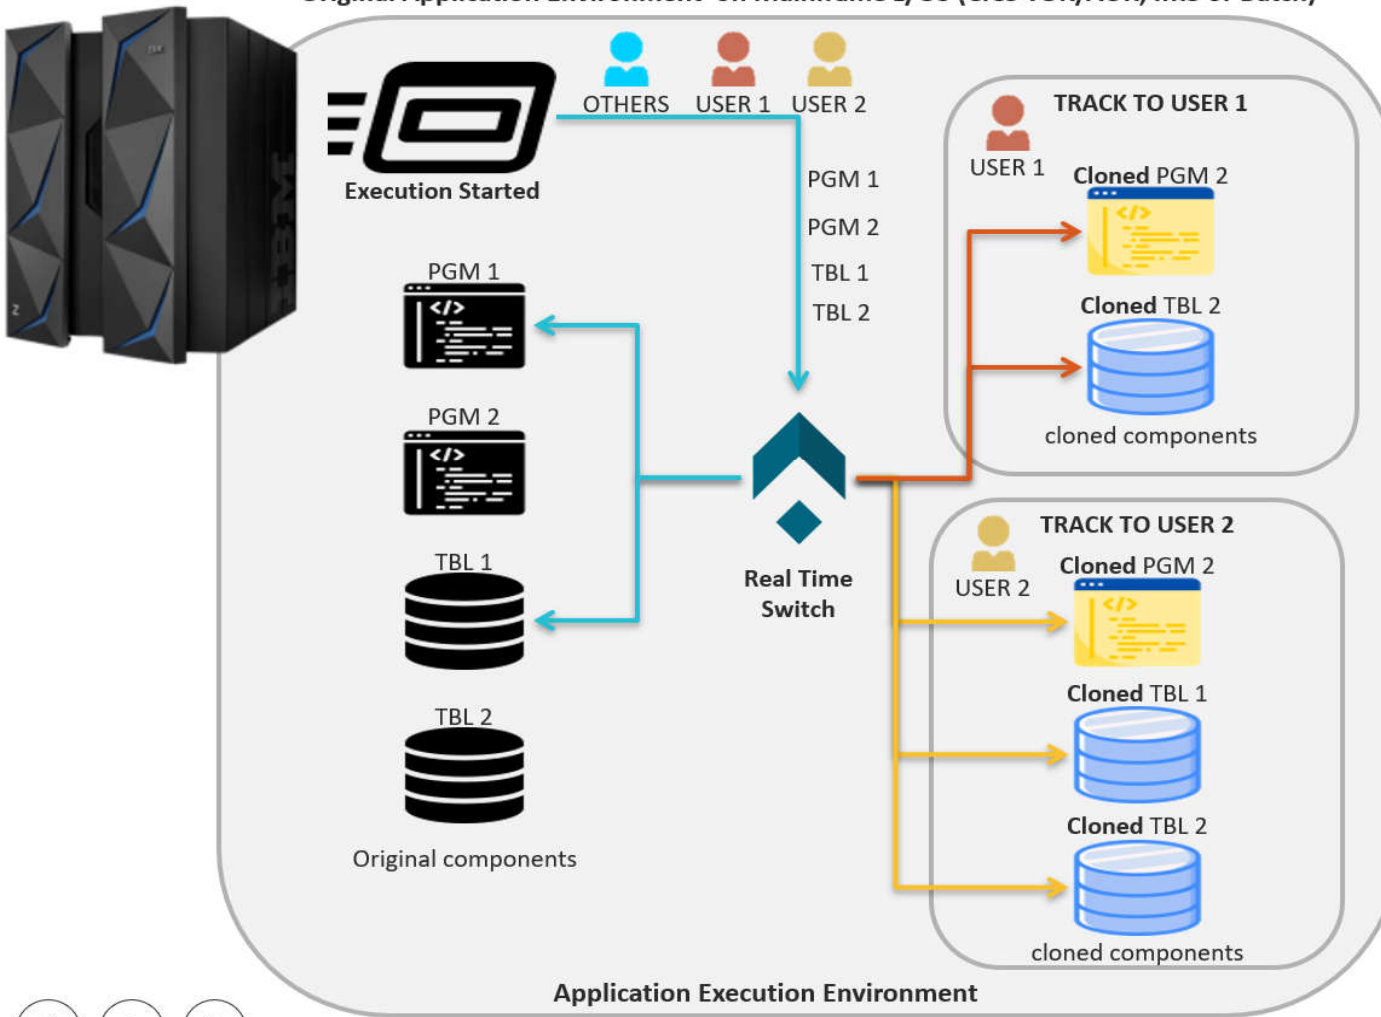 OTHERS USER 1 USER 2
Execution Started
PGM 1
PGM 2
TBL 1
TBL 2
PGM 1
</>
PGM 2
</>
TBL 1
TBL 2
Original components
Real Time
Switch
TRACK TO USER 1
USER 1
Cloned PGM 2
</>
Cloned TBL 2
cloned components
TRACK TO USER 2
USER 2
Cloned PGM 2
</>
Cloned TBL 1
Cloned TBL 2
cloned components
Application Execution Environment
IBM
Z